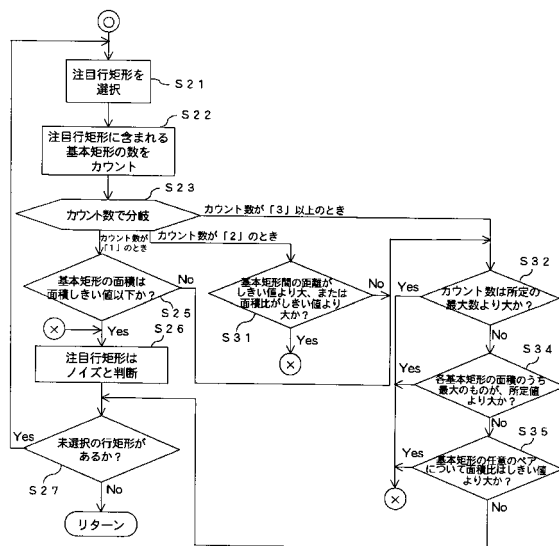 S21
注目行矩形を
選択
S22
注目行矩形に含まれる
基本矩形の数を
カウント
S23
カウント数で分岐
カウント数が「3」以上のとき
カウント数が
「1」のとき
カウント数が「2」のとき
基本矩形の面積は
面積しきい値以下か?
No
S25
Yes
S26
注目行矩形は
ノイズと判断
未選択の行矩形が
あるか?
Yes
S27
No
リターン
基本矩形間の距離が
しきい値より大、または
面積比がしきい値より
大か?
No
S31
Yes
S32
カウント数は所定の
最大数より大か?
Yes
No
S34
各基本矩形の面積のうち
最大のものが、所定値
より大か?
Yes
No
S35
基本矩形の任意のペア
について面積比はしきい値
より大か?
Yes
No